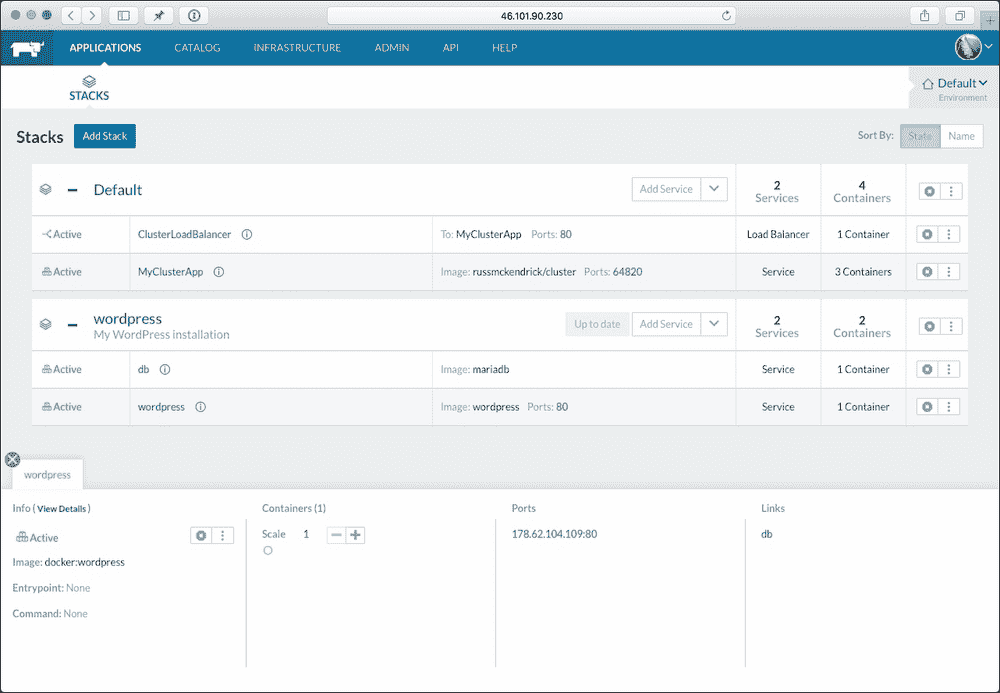 46.101.90.230
APPLICATIONS CATALOG INFRASTRUCTURE ADMIN API HELP
STACKS
Default
Environment
Stacks Add Stack Sort By: State Name
Default Add Service 2 Services 4 Containers
Active ClusterLoadBalancer To: MyClusterApp Ports: 80 Load Balancer 1 Container
Active MyClusterApp Image: russmckendrick/cluster Ports: 64820 Service 3 Containers
wordpress Up to date Add Service 2 Services 2 Containers
My WordPress installation
Active db Image: mariadb Service 1 Container
Active wordpress Image: wordpress Ports: 80 Service 1 Container
wordpress
Info ( View Details ) Containers (1) Ports Links
Active Scale 1 178.62.104.109:80 db
Image: docker:wordpress
Entrypoint: None
Command: None